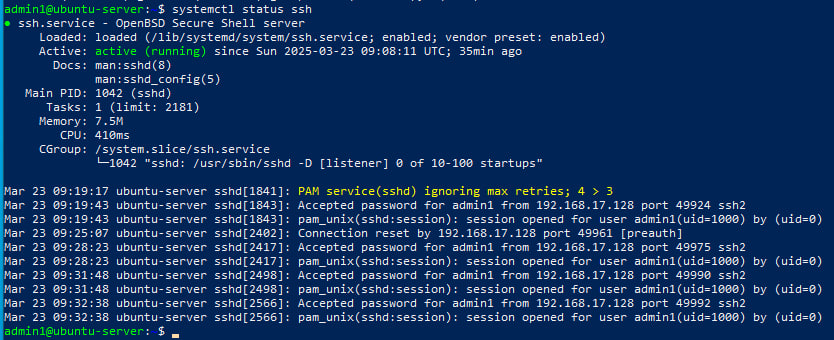 admin1@ubuntu-server: $ systemctl status ssh
● ssh.service - OpenBSD Secure Shell server
Loaded: loaded (/lib/systemd/system/ssh.service; enabled; vendor preset: enabled)
Active: active (running) since Sun 2025-03-23 09:08:11 UTC; 35min ago
Docs: man:sshd(8)
man:sshd_config(5)
Main PID: 1042 (sshd)
Tasks: 1 (limit: 2181)
Memory: 7.5M
CPU: 410ms
CGroup: /system.slice/ssh.service
└─1042 "sshd: /usr/sbin/sshd -D [listener] 0 of 10-100 startups"
Mar 23 09:19:17 ubuntu-server sshd[1841]: PAM service(sshd) ignoring max retries; 4 > 3
Mar 23 09:19:43 ubuntu-server sshd[1843]: Accepted password for admin1 from 192.168.17.128 port 49924 ssh2
Mar 23 09:19:43 ubuntu-server sshd[1843]: pam_unix(sshd:session): session opened for user admin1(uid=1000) by (uid=0)
Mar 23 09:25:07 ubuntu-server sshd[2402]: Connection reset by 192.168.17.128 port 49961 [preauth]
Mar 23 09:28:23 ubuntu-server sshd[2417]: Accepted password for admin1 from 192.168.17.128 port 49975 ssh2
Mar 23 09:28:23 ubuntu-server sshd[2417]: pam_unix(sshd:session): session opened for user admin1(uid=1000) by (uid=0)
Mar 23 09:31:48 ubuntu-server sshd[2498]: Accepted password for admin1 from 192.168.17.128 port 49990 ssh2
Mar 23 09:31:48 ubuntu-server sshd[2498]: pam_unix(sshd:session): session opened for user admin1(uid=1000) by (uid=0)
Mar 23 09:32:38 ubuntu-server sshd[2566]: Accepted password for admin1 from 192.168.17.128 port 49992 ssh2
Mar 23 09:32:38 ubuntu-server sshd[2566]: pam_unix(sshd:session): session opened for user admin1(uid=1000) by (uid=0)
admin1@ubuntu-server: $